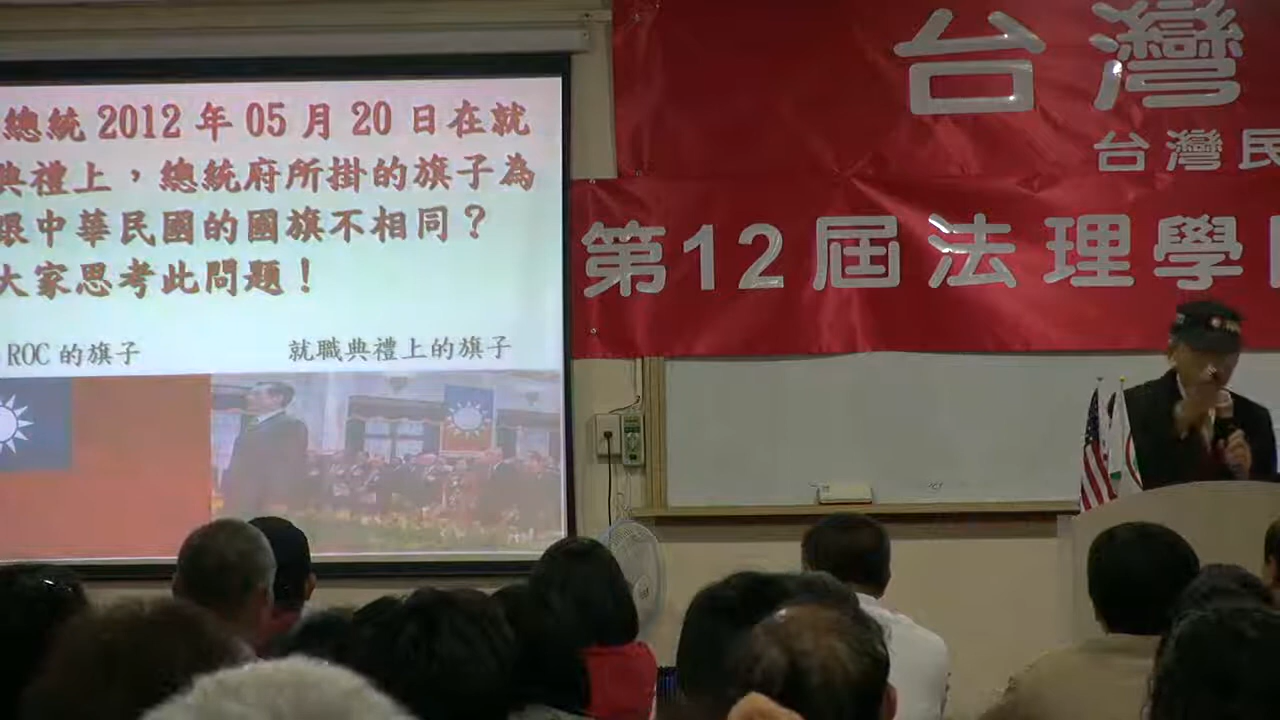 總統 2012 年 05 月 20 日在就
典禮上，總統府所掛的旗子為
跟中華民國的國旗不相同？
大家思考此問題！
ROC 的旗子
就職典禮上的旗子
台灣
台灣民
第12屆法理學